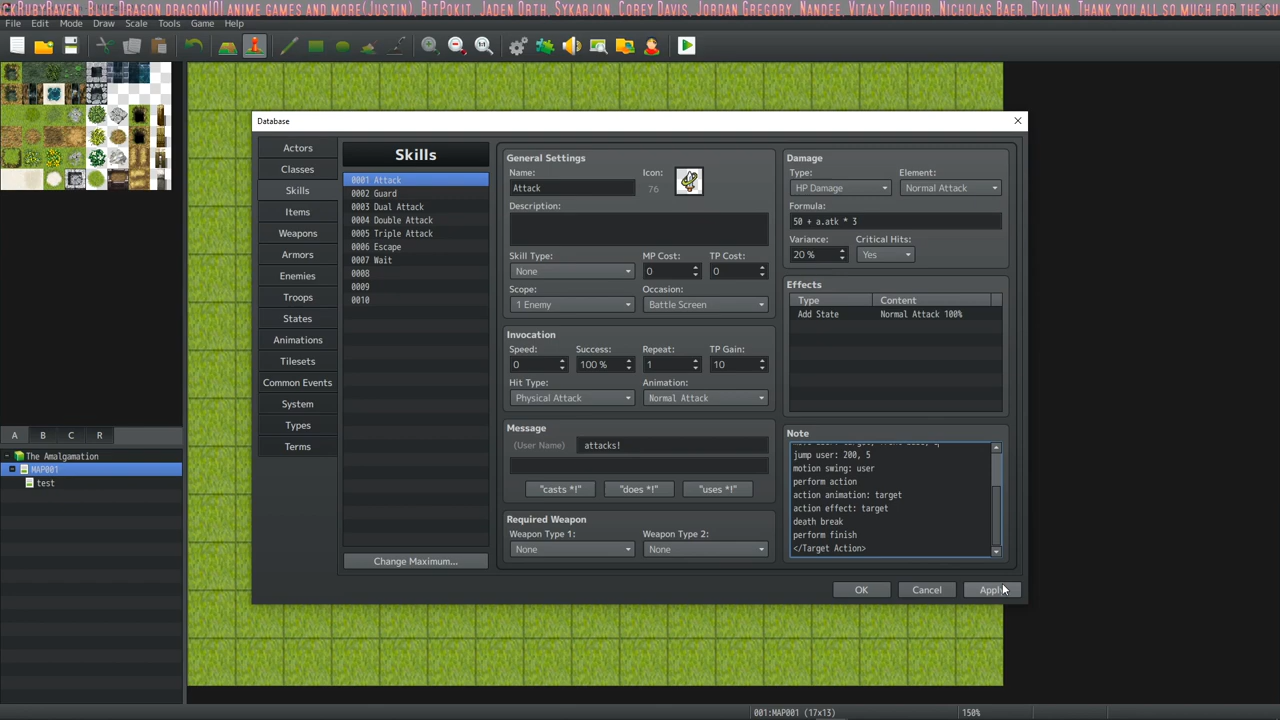 CKRUBYRAVEN, BLUE DRAGON DRAGON101 ANIME GAMES AND MORE(JUSTIN), BITPOKIT, JADEN ORTH, SYKARJON, COREY DAVIS, JORDAN GREGORY, NANDEE, VITALY DUFOUR, NICHOLAS BAER, DYLLAN. THANK YOU ALL SO MUCH FOR THE SU
File Edit Mode Draw Scale Tools Game Help
Database
Actors
Classes
Skills
Items
Weapons
Armors
Enemies
Troops
States
Animations
Tilesets
Common Events
System
Types
Terms
Skills
0001 Attack
0002 Guard
0003 Dual Attack
0004 Double Attack
0005 Triple Attack
0006 Escape
0007 Wait
0008
0009
0010
Change Maximum...
General Settings
Name: Icon:
Attack 76
Description:
Skill Type: MP Cost: TP Cost:
None 0 0
Scope: Occasion:
1 Enemy Battle Screen
Invocation
Speed: Success: Repeat: TP Gain:
0 100 % 1 10
Hit Type: Animation:
Physical Attack Normal Attack
Message
(User Name) attacks!
"casts *!" "does *!" "uses *!"
Required Weapon
Weapon Type 1: Weapon Type 2:
None None
Damage
Type: Element:
HP Damage Normal Attack
Formula:
50 + a.atk * 3
Variance: Critical Hits:
20 % Yes
Effects
Type Content
Add State Normal Attack 100%
Note
jump user: 200, 5
motion swing: user
perform action
action animation: target
action effect: target
death break
perform finish
</Target Action>
OK Cancel Apply
A B C R
The Amalgamation
MAP001
test
001:MAP001 (17x13) 150%